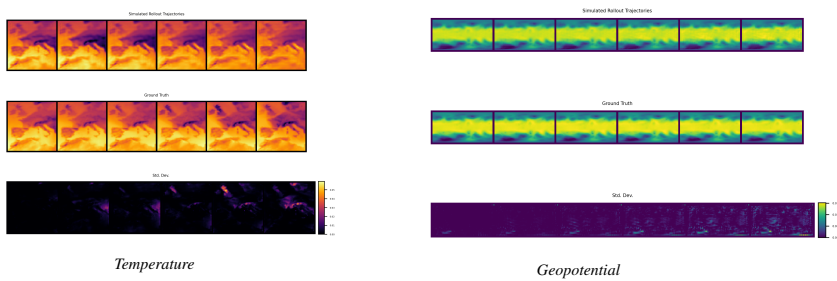 Simulated Rollout Trajectories
Ground Truth
Std. Dev.
Temperature
Simulated Rollout Trajectories
Ground Truth
Std. Dev.
Geopotential